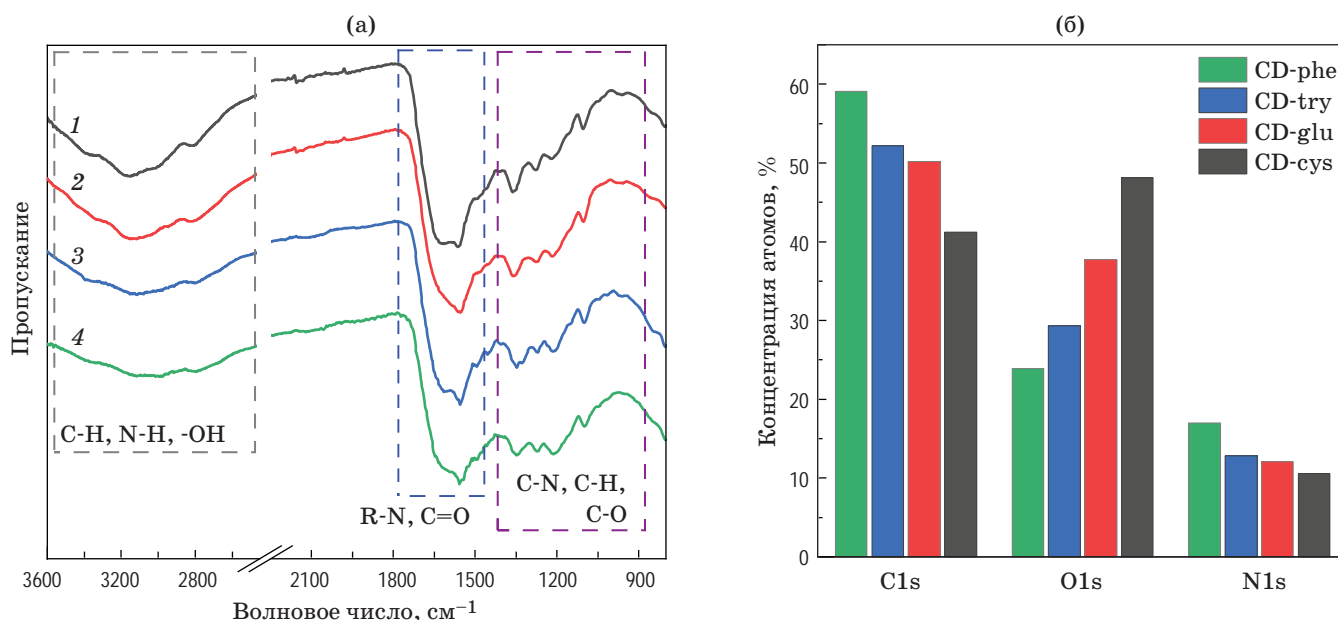 (а)
1
2
3
4
C-H, N-H, -OH
R-N, C=O
C-N, C-H,
C-O
Пропускание
3600 3200 2800 2100 1800 1500 1200 900
Волновое число, см⁻¹
(б)
CD-phe
CD-try
CD-glu
CD-cys
Концентрация атомов, %
60
50
40
30
20
10
0
C1s O1s N1s